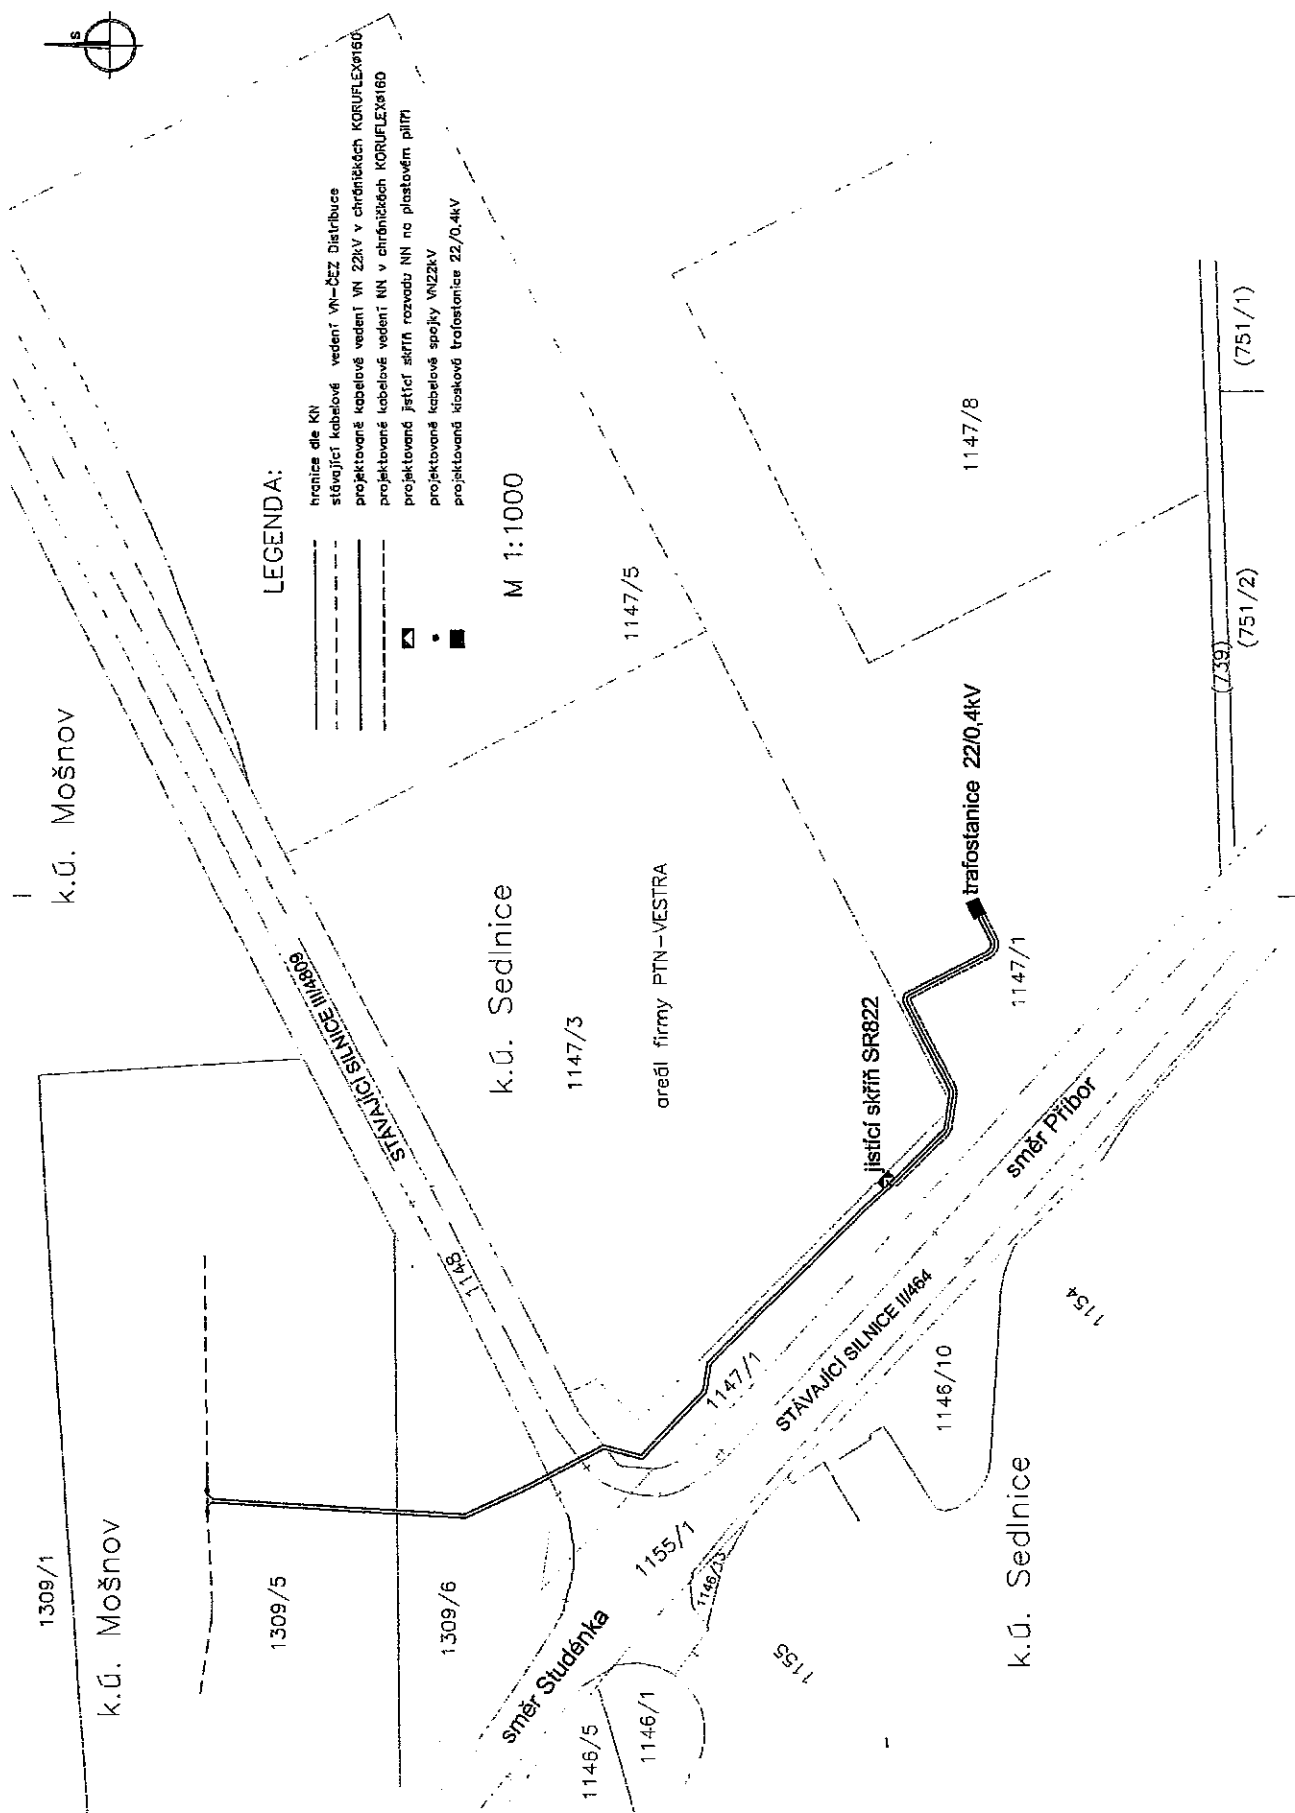 S
k.ú. Mošnov
LEGENDA:
hranice dle KN
stávající kabelové vedení VN-ČEZ Distribuce
projektované kabelové vedení VN 22kV v chráničkách KORUFLEXø160
projektované kabelové vedení NN v chráničkách KORUFLEXø160
projektovaná jistící skříň rozvodu NN na plastovém pilíři
projektované kabelové spojky VN22kV
projektovaná kiosková trafostanice 22/0,4kV
M 1:1000
1309/1
k.ú. Mošnov
1309/5
1309/6
STÁVAJÍCÍ SILNICE III/4809
1148
k.ú. Sedlnice
1147/3
areál firmy PTN-VESTRA
1147/5
1147/8
jistící skříň SR822
trafostanice 22/0,4kV
1147/1
1147/1
(739)
(751/2)
(751/1)
směr Studénka
1155/1
STÁVAJÍCÍ SILNICE II/464
směr Příbor
1146/5
1146/1
1146/13
1155
1146/10
1154
k.ú. Sedlnice